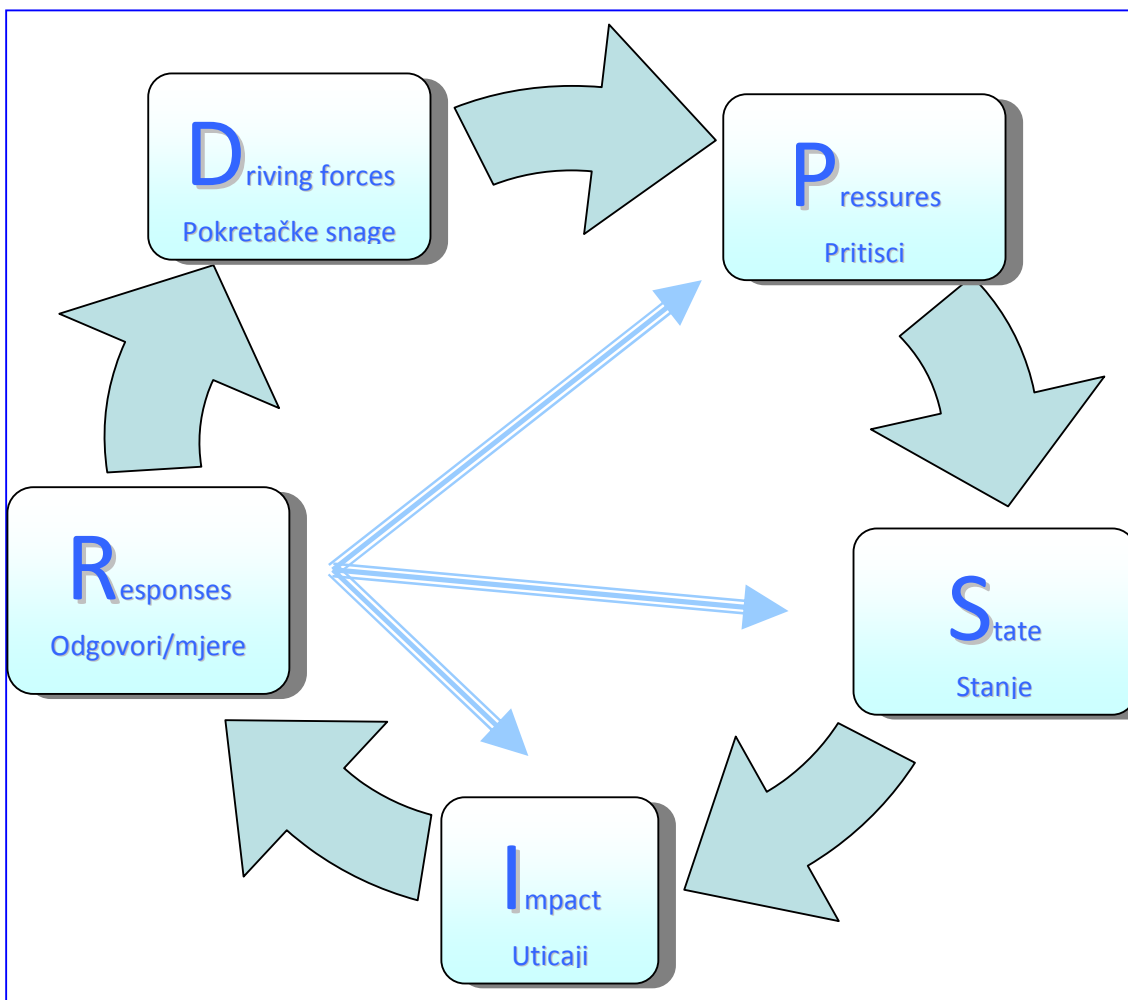 Driving forces
Pokretačke snage
Pressures
Pritisci
State
Stanje
Impact
Uticaji
Responses
Odgovori/mjere